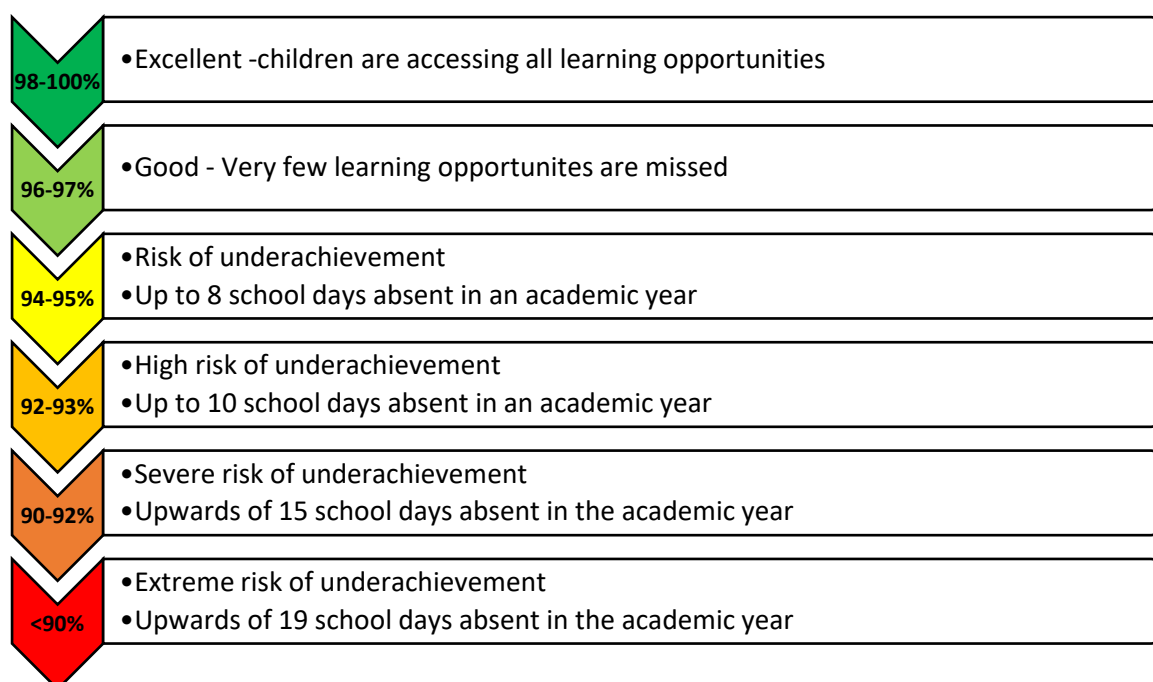 98-100%
•Excellent -children are accessing all learning opportunities
96-97%
•Good - Very few learning opportunites are missed
94-95%
•Risk of underachievement
•Up to 8 school days absent in an academic year
92-93%
•High risk of underachievement
•Up to 10 school days absent in an academic year
90-92%
•Severe risk of underachievement
•Upwards of 15 school days absent in the academic year
<90%
•Extreme risk of underachievement
•Upwards of 19 school days absent in the academic year